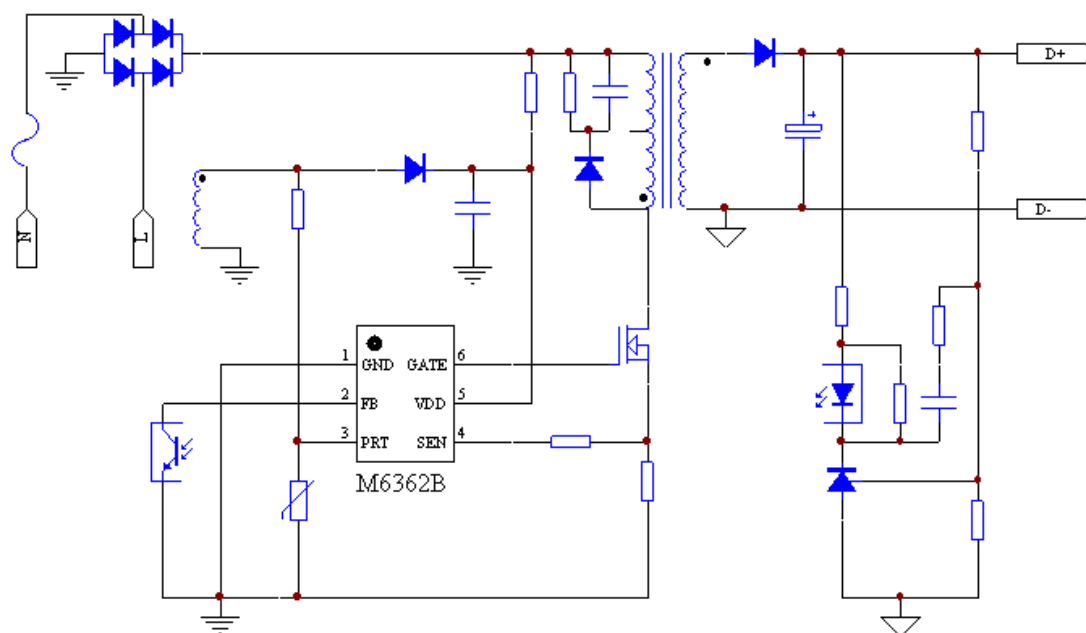 D+
+
N
L
D-
1 GND GATE 6
2 FB VDD 5
3 PRT SEN 4
M6362B